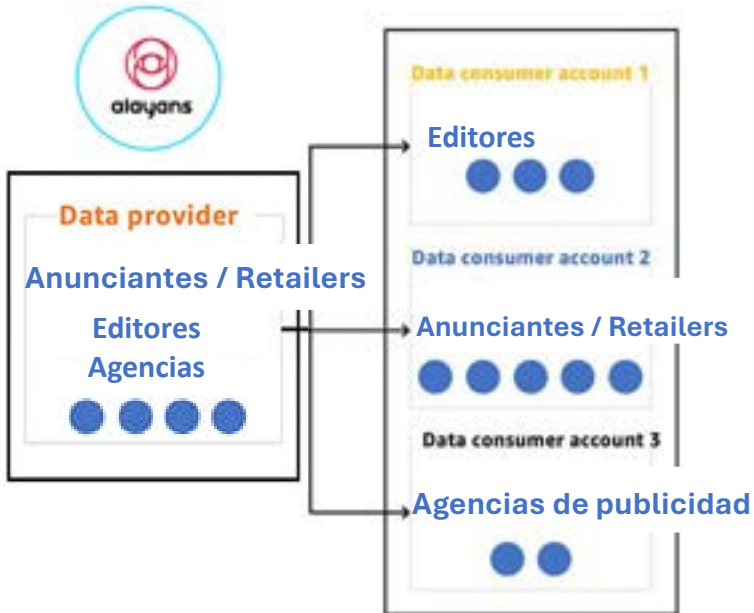 alayans
Data provider
Anunciantes / Retailers
Editores
Agencias
Data consumer account 1
Editores
Data consumer account 2
Anunciantes / Retailers
Data consumer account 3
Agencias de publicidad